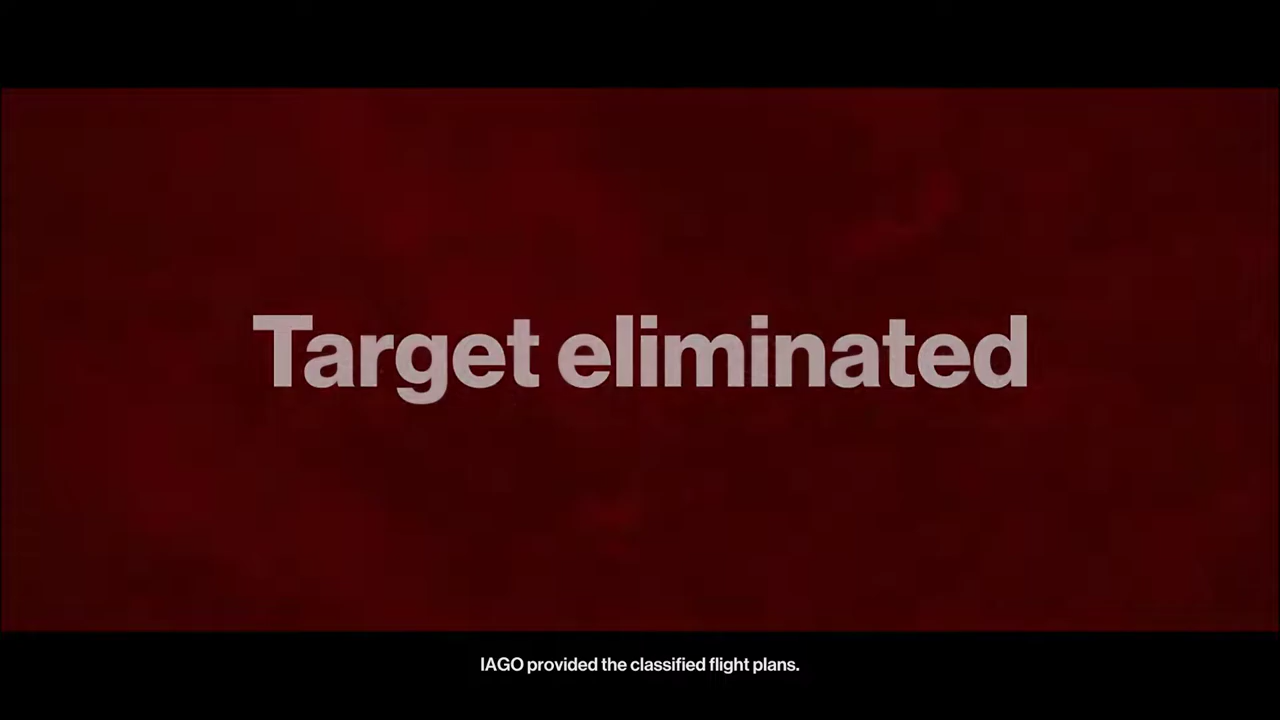 Target eliminated
IAGO provided the classified flight plans.